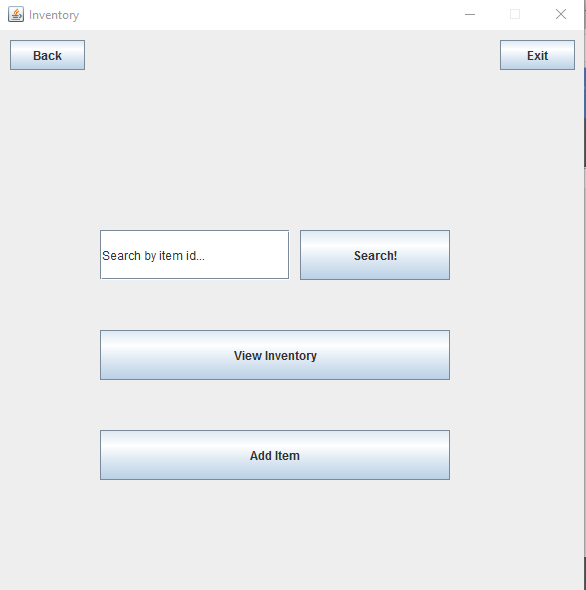 Inventory
Back
Exit
Search by item id...
Search!
View Inventory
Add Item